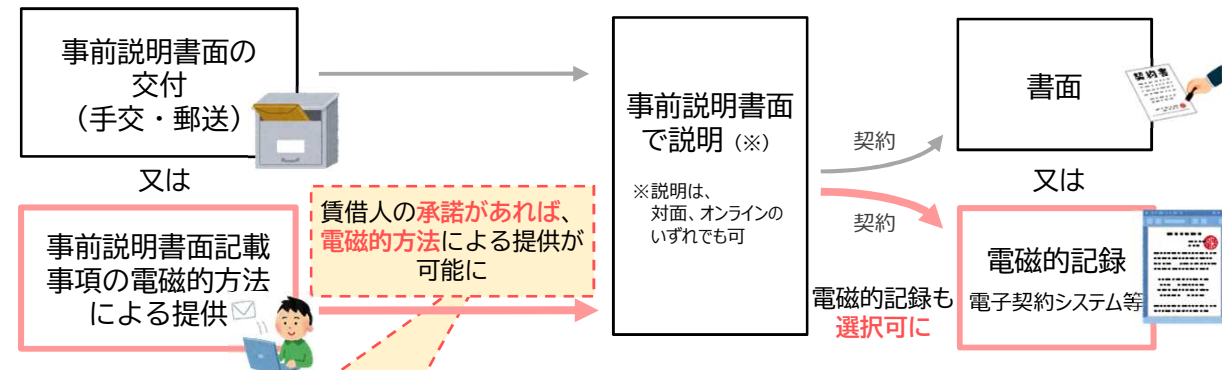 事前説明書面の
交付
（手交・郵送）
又は
事前説明書面記載
事項の電磁的方法
による提供
賃借人の承諾があれば、
電磁的方法による提供が
可能に
事前説明書面
で説明（※）
※説明は、
対面、オンラインの
いずれでも可
契約
契約
電磁的記録も
選択可に
書面
契約書
又は
電磁的記録
電子契約システム等